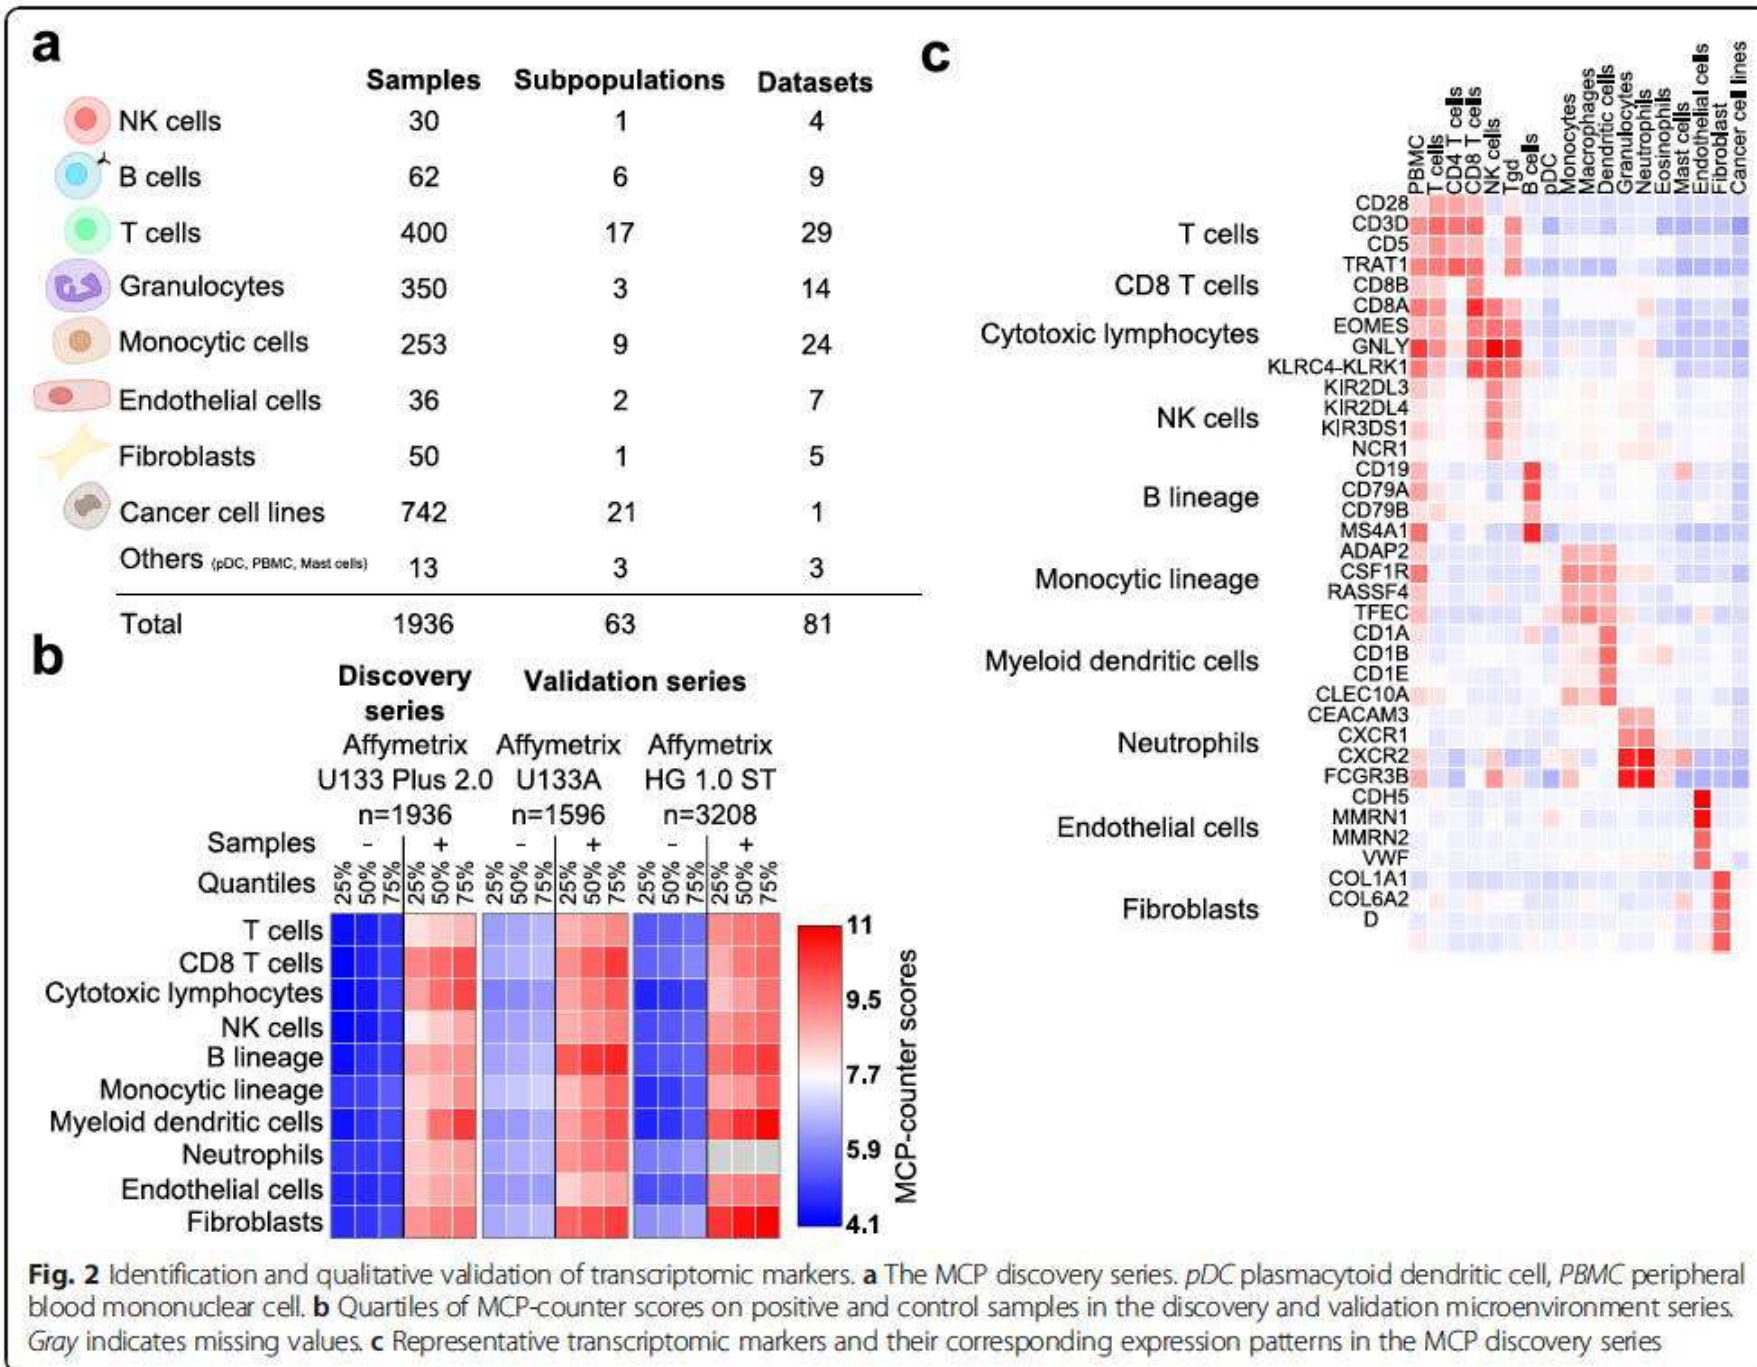 a
Samples Subpopulations Datasets
NK cells 30 1 4
B cells 62 6 9
T cells 400 17 29
Granulocytes 350 3 14
Monocytic cells 253 9 24
Endothelial cells 36 2 7
Fibroblasts 50 1 5
Cancer cell lines 742 21 1
Others (pDC, PBMC, Mast cells) 13 3 3
Total 1936 63 81
b
Discovery series
Validation series
Affymetrix U133 Plus 2.0 n=1936
Affymetrix U133A n=1596
Affymetrix HG 1.0 ST n=3208
Samples - + - + - +
Quantiles 25% 50% 75% 25% 50% 75% 25% 50% 75% 25% 50% 75% 25% 50% 75% 25% 50% 75%
T cells
CD8 T cells
Cytotoxic lymphocytes
NK cells
B lineage
Monocytic lineage
Myeloid dendritic cells
Neutrophils
Endothelial cells
Fibroblasts
11
9.5
7.7
5.9
4.1
MCP-counter scores
c
PBMC
T cells
CD4 T cells
CD8 T cells
NK cells
Tgd
B cells
pDC
Monocytes
Macrophages
Dendritic cells
Granulocytes
Neutrophils
Eosinophils
Mast cells
Endothelial cells
Fibroblast
Cancer cell lines
T cells
CD28
CD3D
CD5
TRAT1
CD8 T cells
CD8B
Cytotoxic lymphocytes
CD8A
EOMES
GNLY
KLRC4-KLRK1
NK cells
KIR2DL3
KIR2DL4
KIR3DS1
NCR1
B lineage
CD19
CD79A
CD79B
MS4A1
Monocytic lineage
ADAP2
CSF1R
RASSF4
TFEC
Myeloid dendritic cells
CD1A
CD1B
CD1E
CLEC10A
Neutrophils
CEACAM3
CXCR1
CXCR2
FCGR3B
Endothelial cells
CDH5
MMRN1
MMRN2
VWF
Fibroblasts
COL1A1
COL6A2
D
Fig. 2 Identification and qualitative validation of transcriptomic markers. a The MCP discovery series. pDC plasmacytoid dendritic cell, PBMC peripheral
blood mononuclear cell. b Quartiles of MCP-counter scores on positive and control samples in the discovery and validation microenvironment series.
Gray indicates missing values. c Representative transcriptomic markers and their corresponding expression patterns in the MCP discovery series